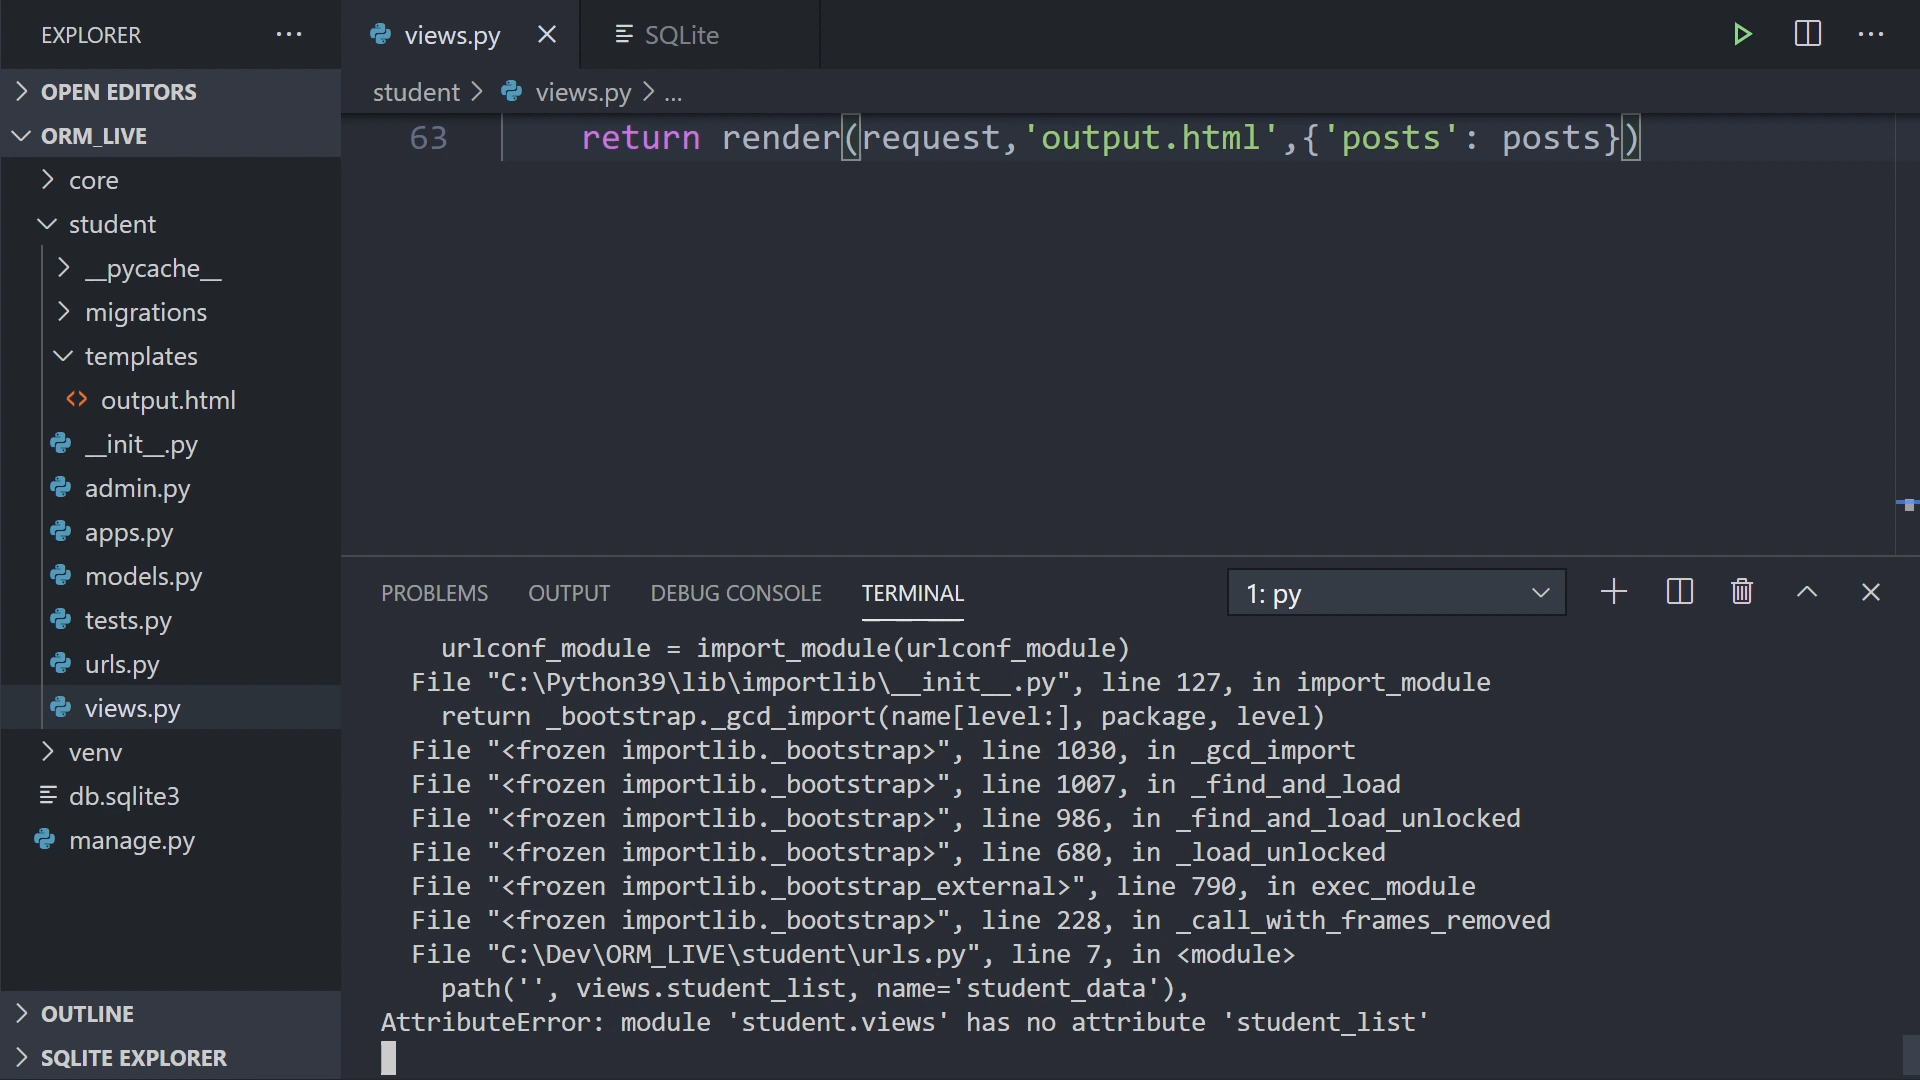 EXPLORER
views.py
SQLite
OPEN EDITORS
student > views.py > ...
ORM_LIVE
63 return render(request,'output.html',{'posts': posts})
core
student
__pycache__
migrations
templates
output.html
__init__.py
admin.py
apps.py
models.py
tests.py
urls.py
views.py
venv
db.sqlite3
manage.py
OUTLINE
SQLITE EXPLORER
PROBLEMS OUTPUT DEBUG CONSOLE TERMINAL 1: py
urlconf_module = import_module(urlconf_module)
File "C:\Python39\lib\importlib\__init__.py", line 127, in import_module
return _bootstrap._gcd_import(name[level:], package, level)
File "<frozen importlib._bootstrap>", line 1030, in _gcd_import
File "<frozen importlib._bootstrap>", line 1007, in _find_and_load
File "<frozen importlib._bootstrap>", line 986, in _find_and_load_unlocked
File "<frozen importlib._bootstrap>", line 680, in _load_unlocked
File "<frozen importlib._bootstrap_external>", line 790, in exec_module
File "<frozen importlib._bootstrap>", line 228, in _call_with_frames_removed
File "C:\Dev\ORM_LIVE\student\urls.py", line 7, in <module>
path('', views.student_list, name='student_data'),
AttributeError: module 'student.views' has no attribute 'student_list'